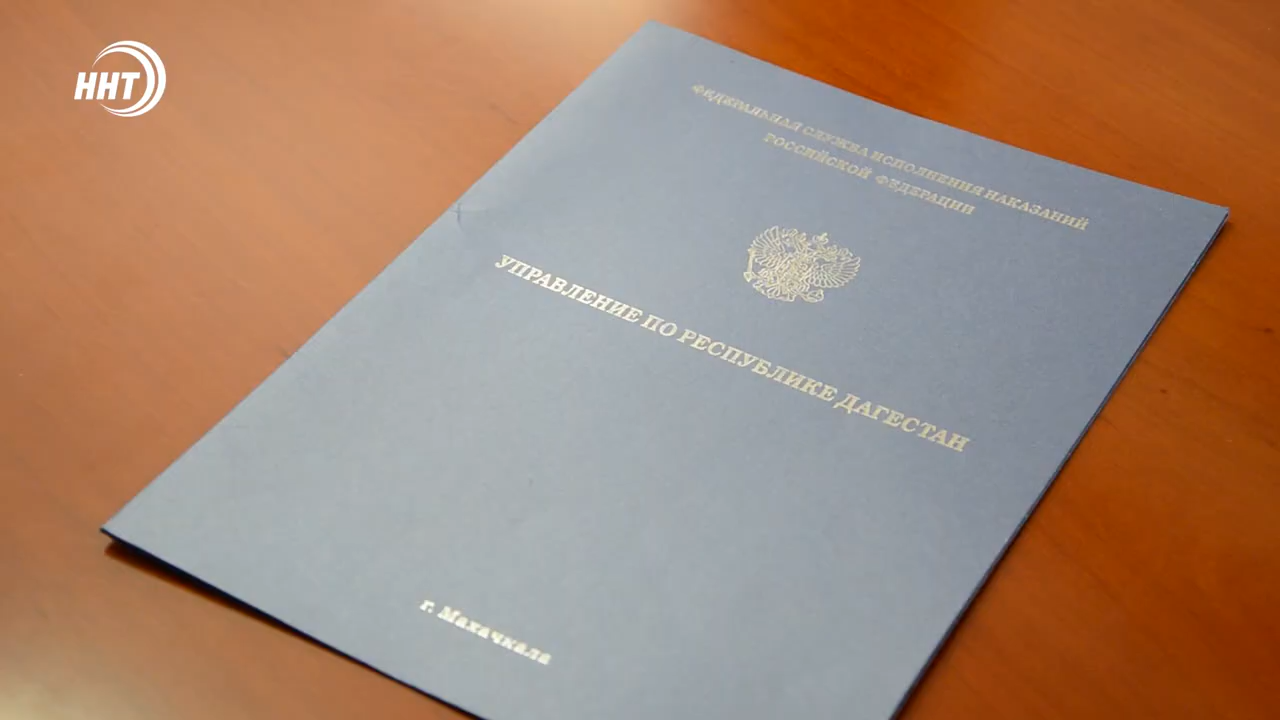 ННТ
ФЕДЕРАЛЬНАЯ СЛУЖБА ИСПОЛНЕНИЯ НАКАЗАНИЙ
РОССИЙСКОЙ ФЕДЕРАЦИИ
УПРАВЛЕНИЕ ПО РЕСПУБЛИКЕ ДАГЕСТАН
г. Махачкала